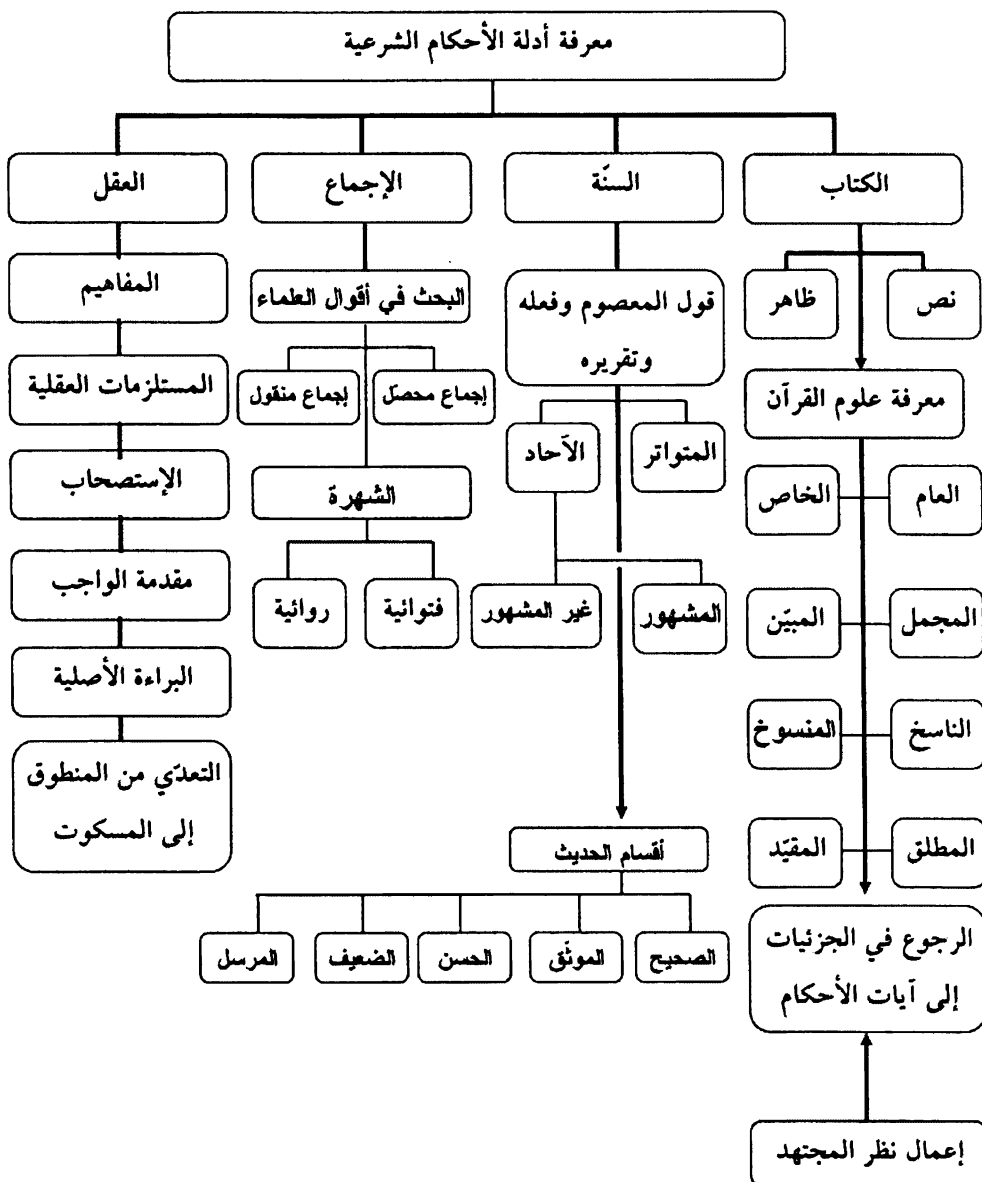 معرفة أدلة الأحكام الشرعية
الكتاب
السنّة
الإجماع
العقل
نص
ظاهر
معرفة علوم القرآن
العام
الخاص
المجمل
المبيّن
الناسخ
المنسوخ
المطلق
المقيّد
الرجوع في الجزئيات
إلى آيات الأحكام
إعمال نظر المجتهد
قول المعصوم وفعله
وتقريره
المتواتر
الآحاد
المشهور
غير المشهور
أقسام الحديث
الصحيح
الموثّق
الحسن
الضعيف
المرسل
البحث في أقوال العلماء
إجماع محصّل
إجماع منقول
الشهرة
فتوائية
روائية
المفاهيم
المستلزمات العقلية
الإستصحاب
مقدمة الواجب
البراءة الأصلية
التعدّي من المنطوق
إلى المسكوت